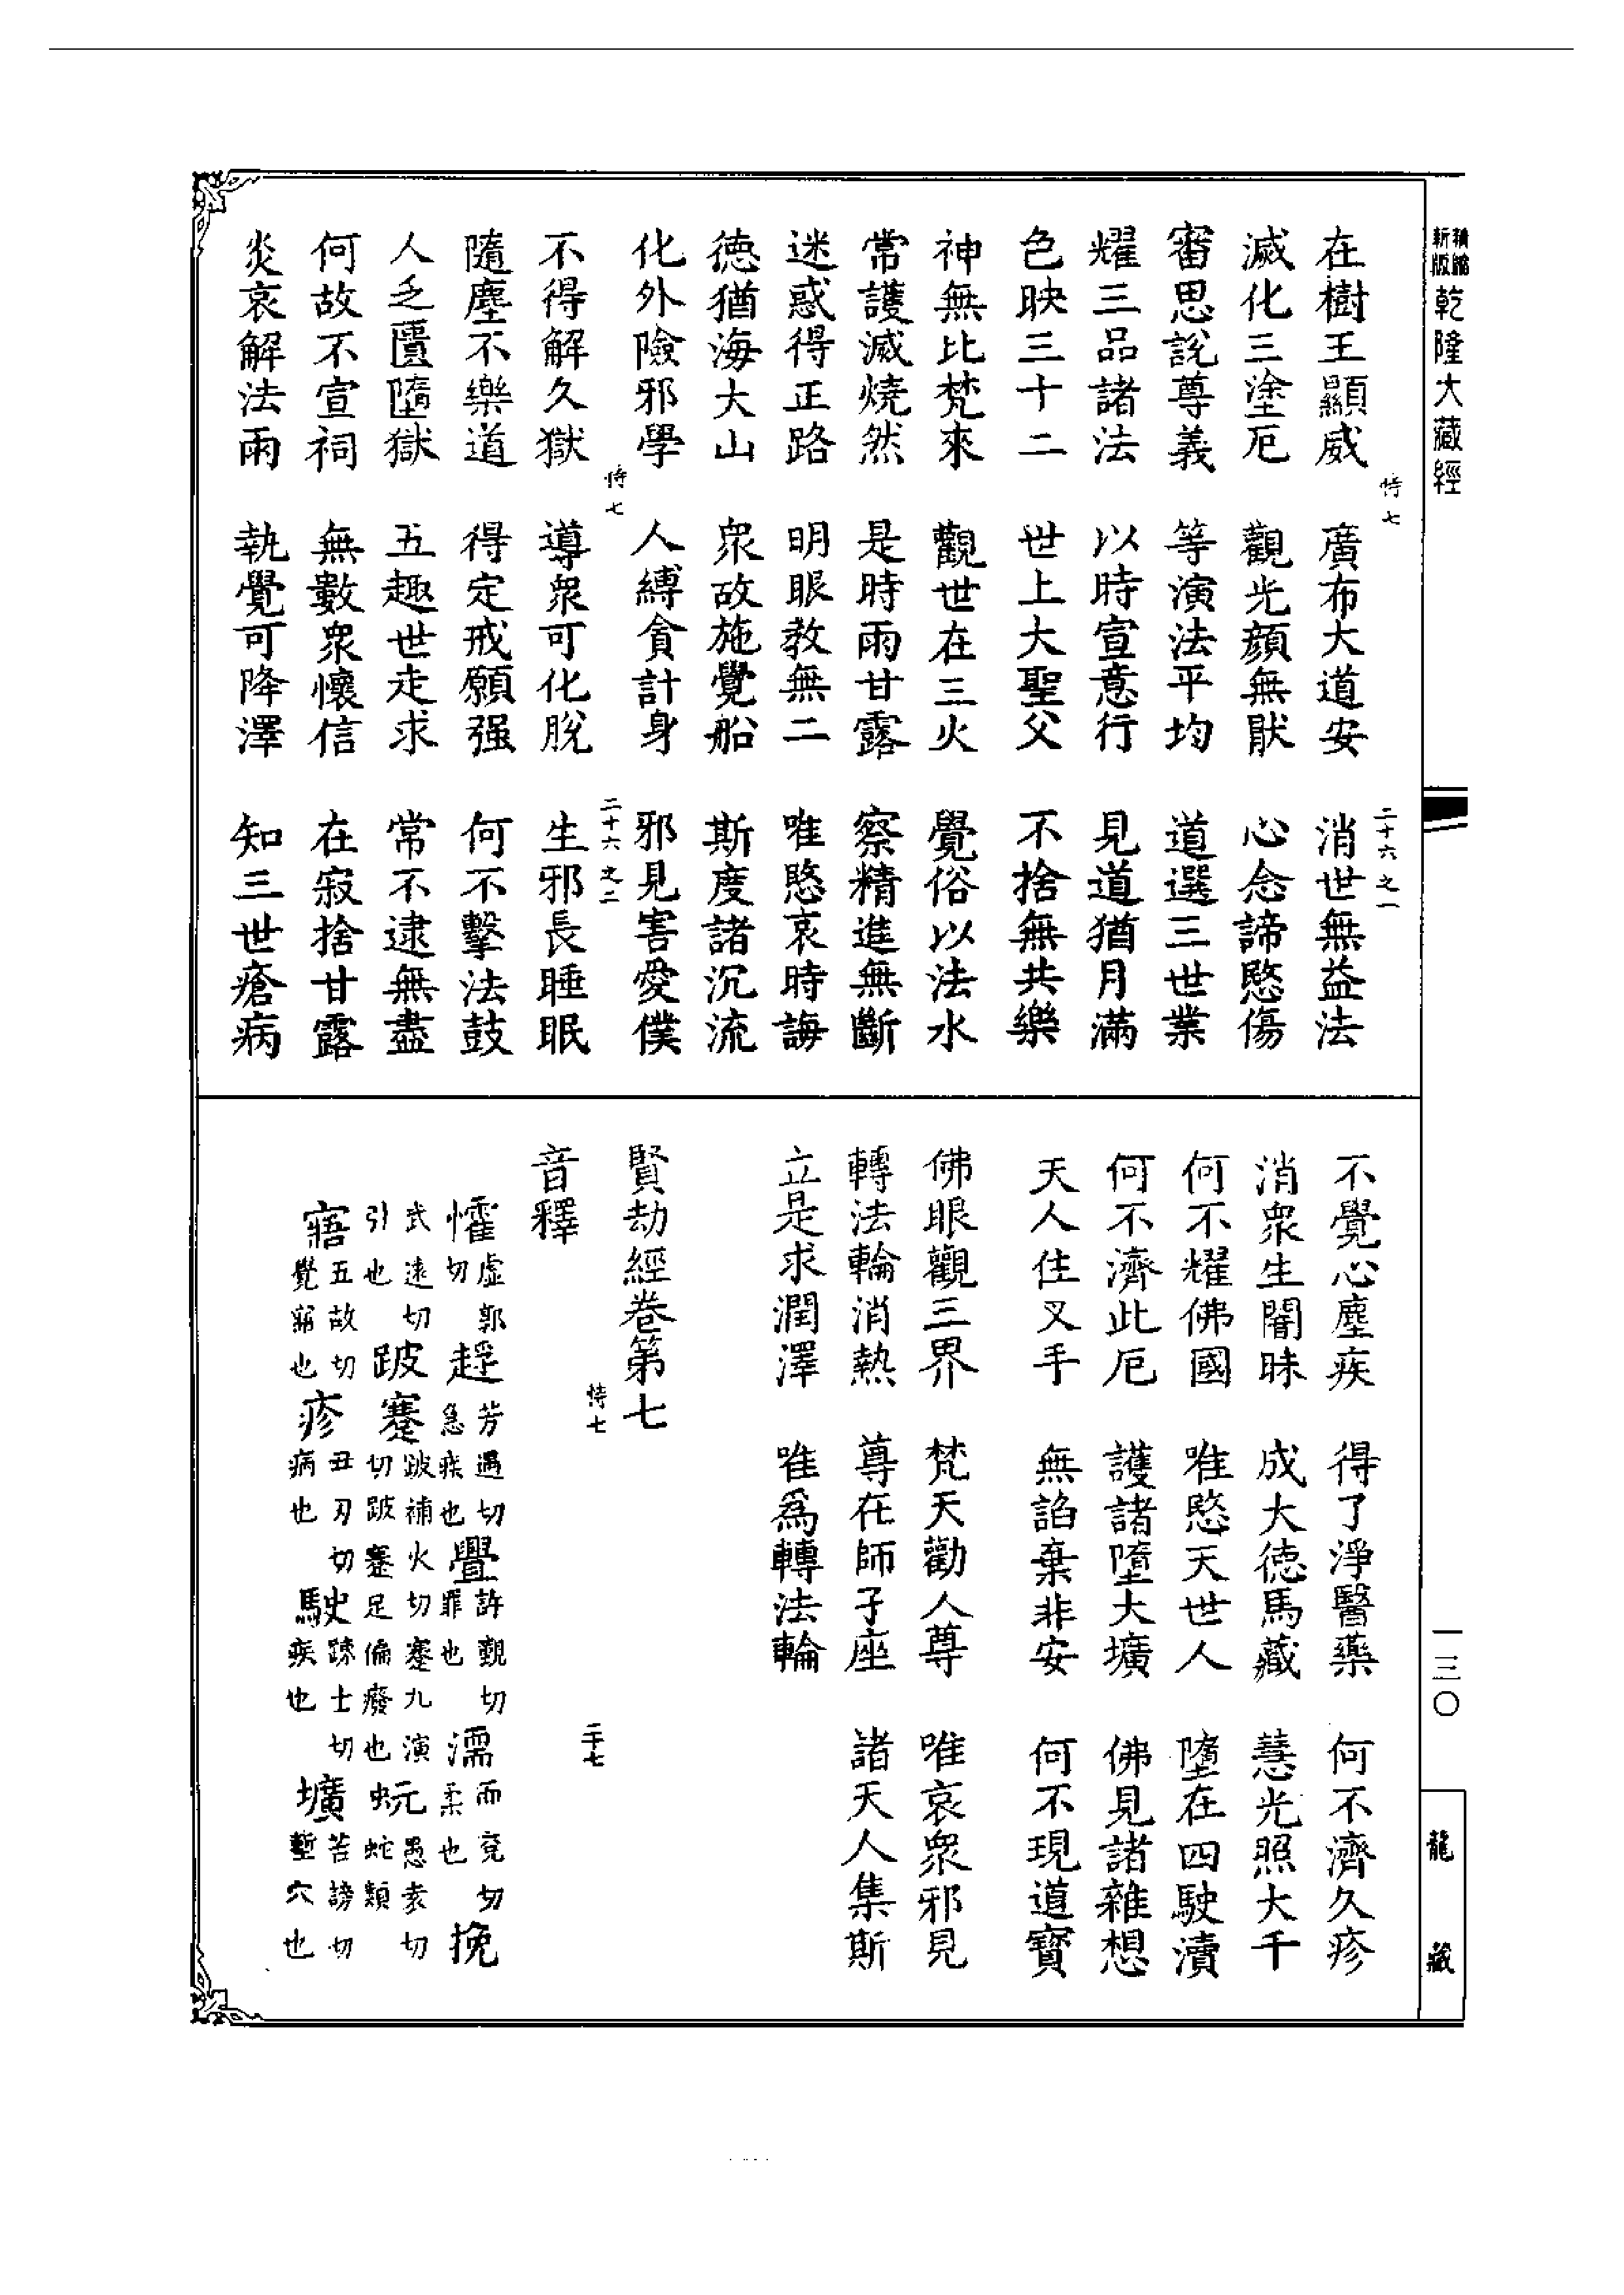 新版精縮乾隆大藏經
在樹王顯威　廣布大道安　消世無益法
滅化三塗厄　觀光顏無猒　心念諦愍傷
審思說尊義　等演法平均　道選三世業
耀三品諸法　以時宣意行　見道猶月滿
色映三十二　世上大聖父　不捨無共樂
神無比梵來　觀世在三火　覺俗以法水
常護滅燒然　是時雨甘露　察精進無斷
迷惑得正路　明眼教無二　唯愍哀時誨
德猶海大山　衆故施覺船　斯度諸沉流
化外險邪學　人縛貪計身　邪見害愛僕
不得解久獄　導衆可化脫　生邪長睡眠
隨塵不樂道　得定戒願强　何不擊法鼓
人乏匱墮獄　五趣世走求　常不逮無盡
何故不宣祠　無數衆懷信　在寂捨甘露
炎哀解法雨　執覺可降澤　知三世瘡病
恃七　二十六之一
恃七　二十六之二
不覺心塵疾　得了淨醫藥　何不濟久疹
消衆生闇昧　成大德馬藏　慧光照大千
何不耀佛國　唯愍天世人　墮在四駛瀆
何不濟此厄　護諸墮大壙　佛見諸雜想
天人住叉手　無諂棄非安　何不現道寶
佛眼觀三界　梵天勸人尊　唯哀衆邪見
轉法輪消熱　尊在師子座　諸天人集斯
立是求潤澤　唯爲轉法輪
賢劫經卷第七
恃七　二十七
音釋
懽虛郭切　趕芳遇切急疾也　舋許覲切罪也　濡而兗切柔也　挽
武遠切引也　跛蹇跛補火切蹇九演切跛蹇足偏廢也　蚖愚袁切蛇類
寤五故切覺寤也　疹丑刃切病也　駛踈士切疾也　壙苦謗切塹穴也
一三〇
龍藏